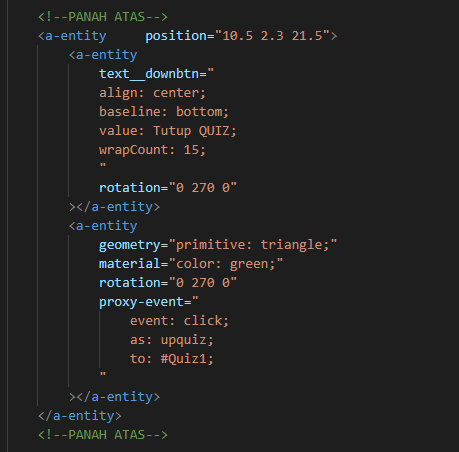 <!--PANAH ATAS-->
<a-entity     position="10.5 2.3 21.5">
    <a-entity
        text__downbtn="
        align: center;
        baseline: bottom;
        value: Tutup QUIZ;
        wrapCount: 15;
        "
        rotation="0 270 0"
    ></a-entity>
    <a-entity
        geometry="primitive: triangle;"
        material="color: green;"
        rotation="0 270 0"
        proxy-event="
            event: click;
            as: upquiz;
            to: #Quiz1;
        "
    ></a-entity>
</a-entity>
<!--PANAH ATAS-->